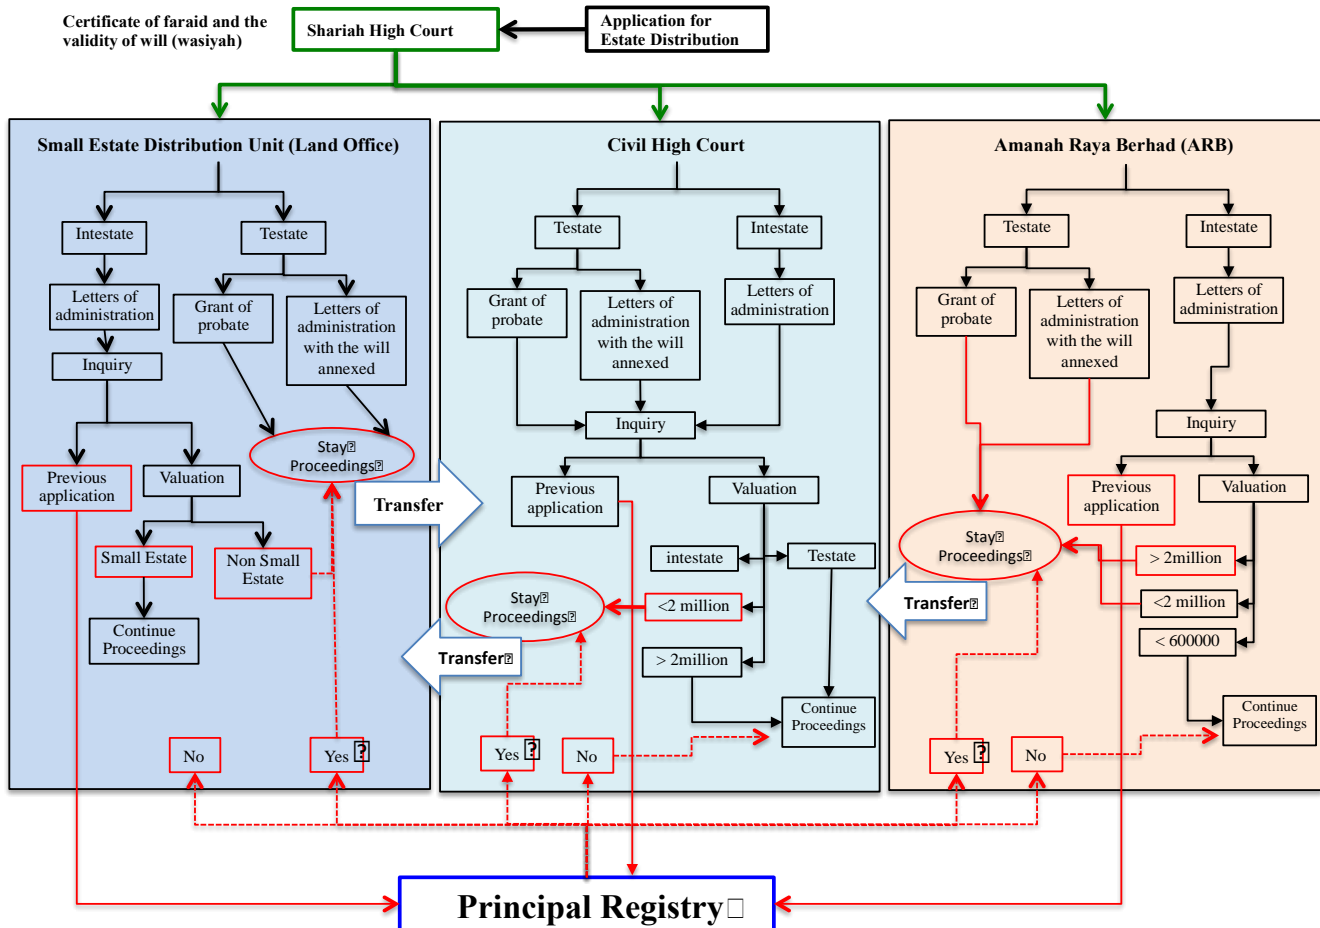 Certificate of faraid and the
validity of will (wasiyah)
Shariah High Court
Application for
Estate Distribution
Small Estate Distribution Unit (Land Office)
Intestate
Testate
Letters of
administration
Grant of
probate
Letters of
administration
with the will
annexed
Inquiry
Stay
Proceedings
Previous
application
Valuation
Small Estate
Non Small
Estate
Continue
Proceedings
No
Yes
Transfer
Civil High Court
Testate
Intestate
Grant of
probate
Letters of
administration
with the will
annexed
Letters of
administration
Inquiry
Previous
application
Valuation
intestate
Testate
Stay
Proceedings
<2 million
> 2million
Transfer
Continue
Proceedings
Yes
No
Amanah Raya Berhad (ARB)
Testate
Intestate
Grant of
probate
Letters of
administration
with the will
annexed
Letters of
administration
Inquiry
Previous
application
Valuation
Stay
Proceedings
> 2million
<2 million
< 600000
Transfer
Continue
Proceedings
Yes
No
Principal Registry